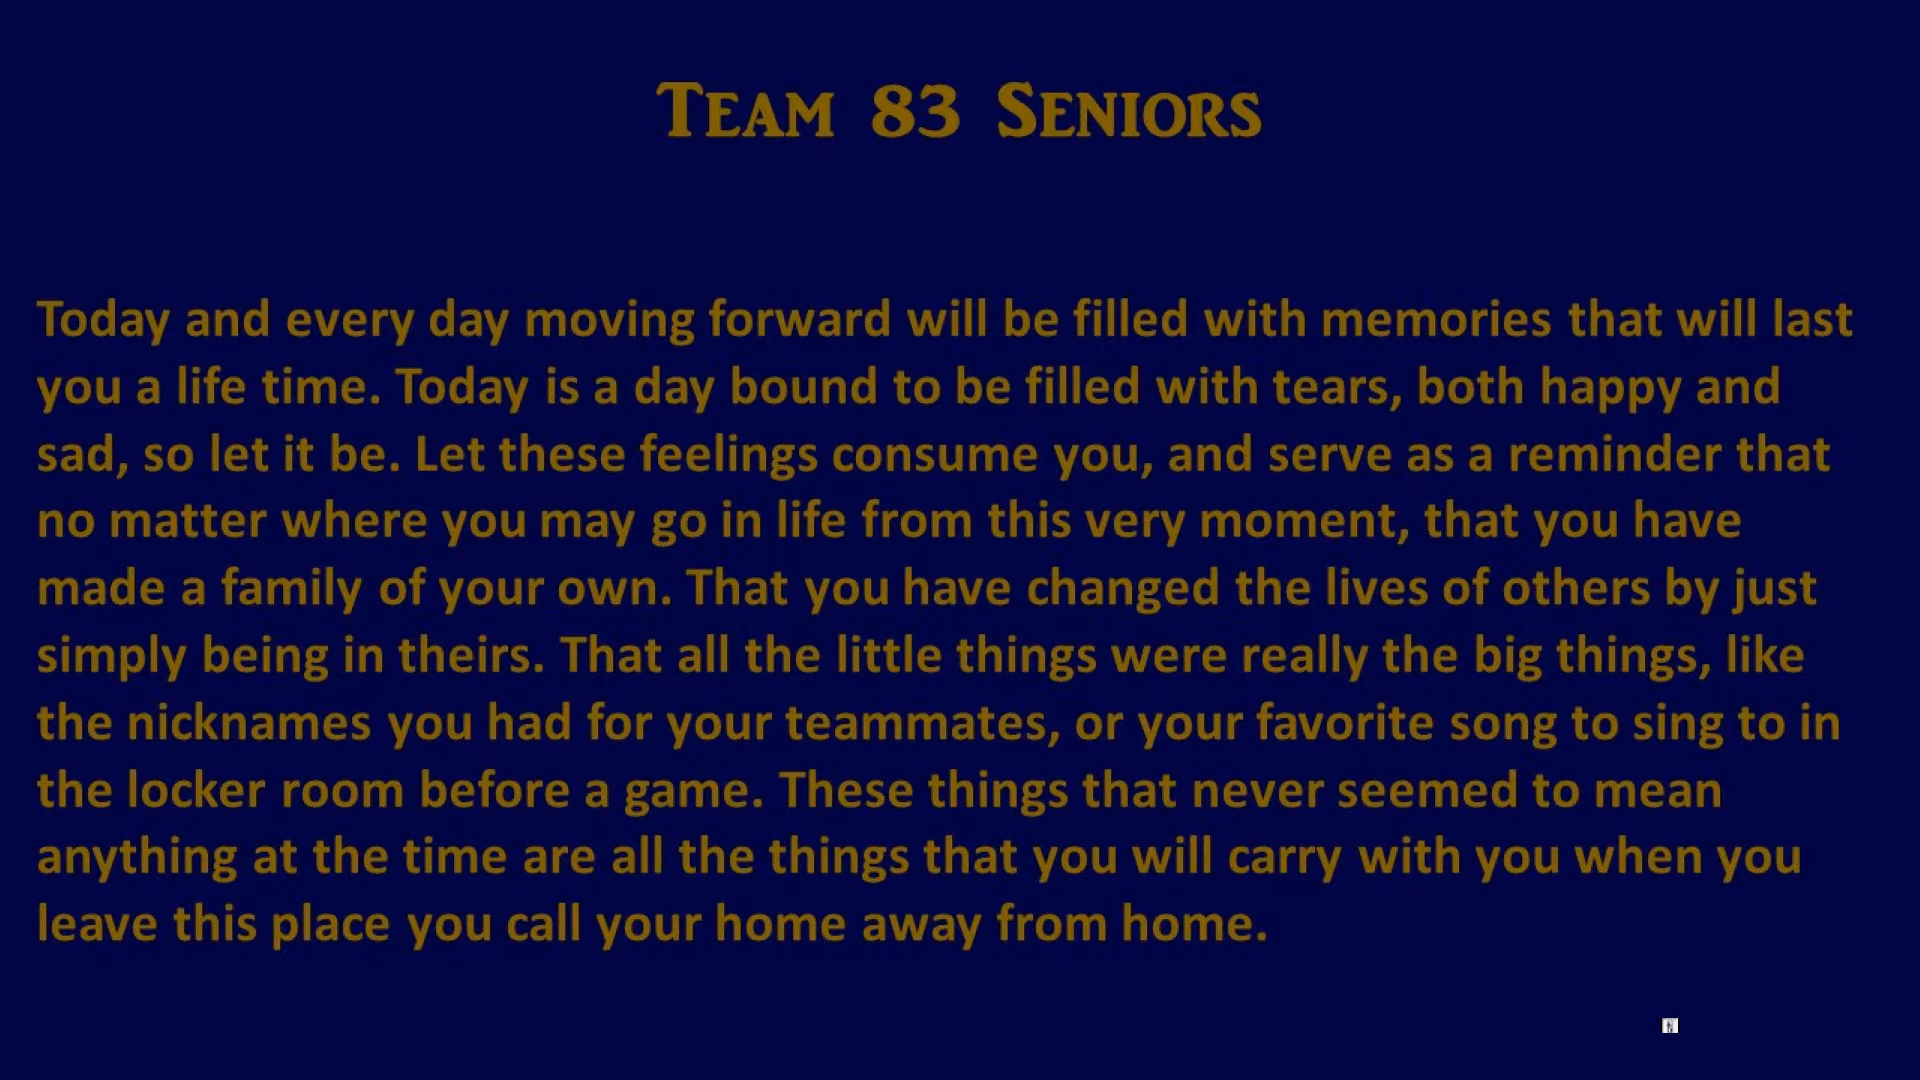 Team 83 Seniors
Today and every day moving forward will be filled with memories that will last
you a life time. Today is a day bound to be filled with tears, both happy and
sad, so let it be. Let these feelings consume you, and serve as a reminder that
no matter where you may go in life from this very moment, that you have
made a family of your own. That you have changed the lives of others by just
simply being in theirs. That all the little things were really the big things, like
the nicknames you had for your teammates, or your favorite song to sing to in
the locker room before a game. These things that never seemed to mean
anything at the time are all the things that you will carry with you when you
leave this place you call your home away from home.